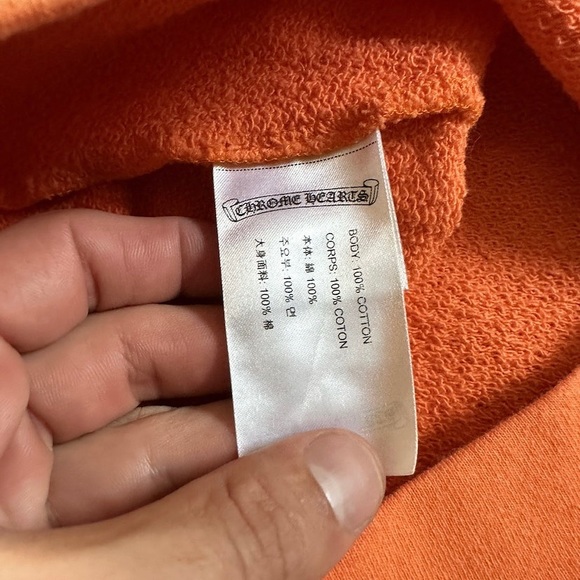 CHROME HEARTS
BODY: 100% COTTON
CORPS: 100% COTON
本体: 綿 100%
주요부: 100% 면
大身面料: 100% 棉